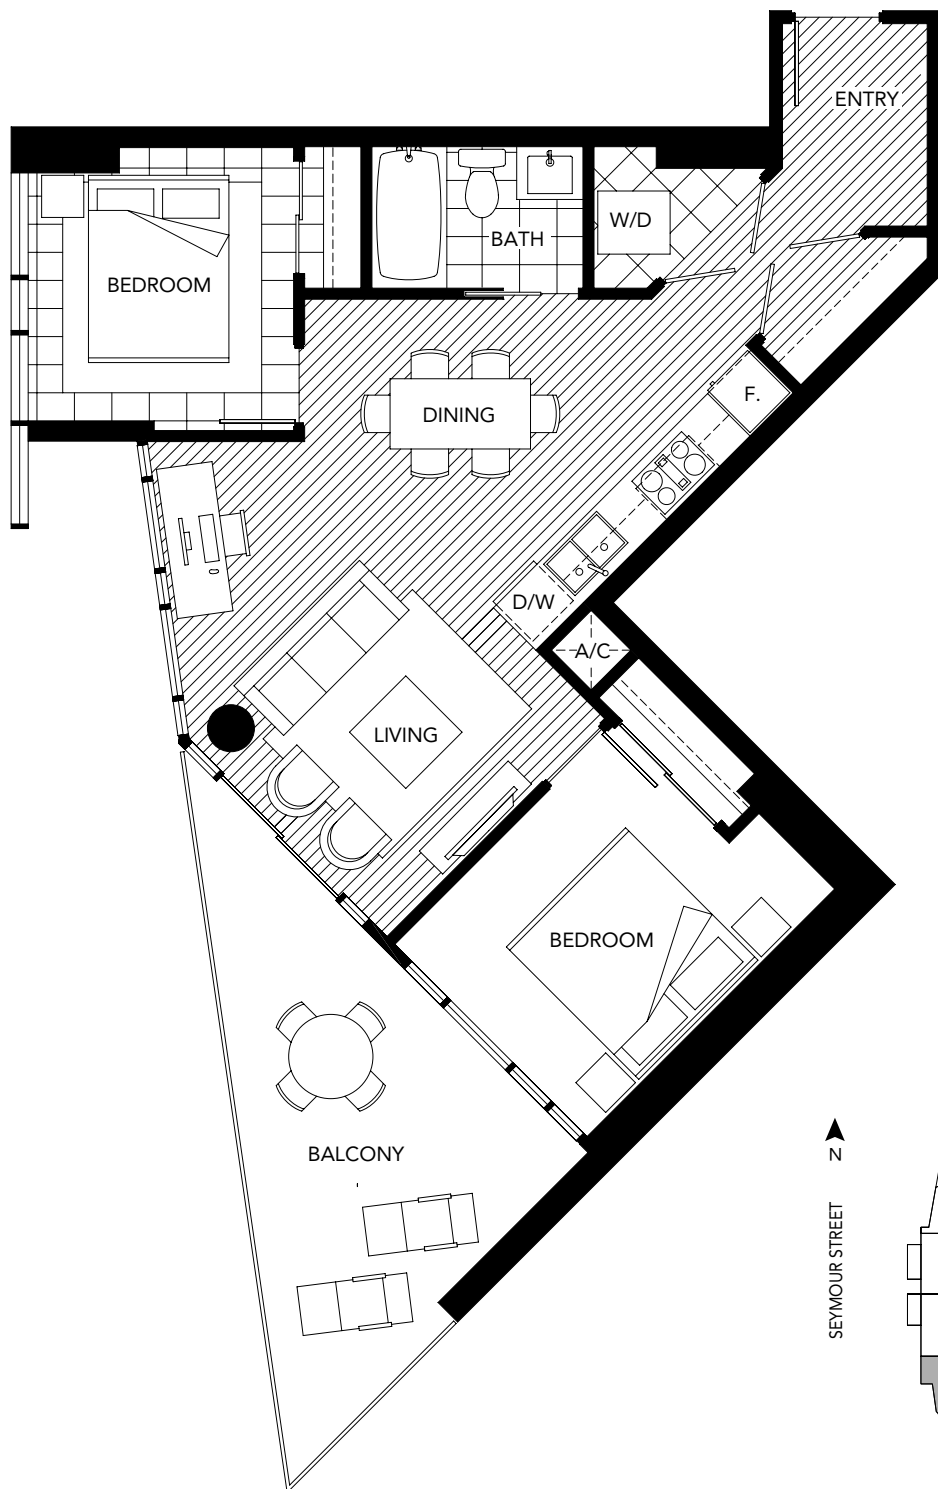 ENTRY
W/D
BATH
BEDROOM
F.
DINING
D/W
A/C
LIVING
BEDROOM
BALCONY
N
SEYMOUR STREET